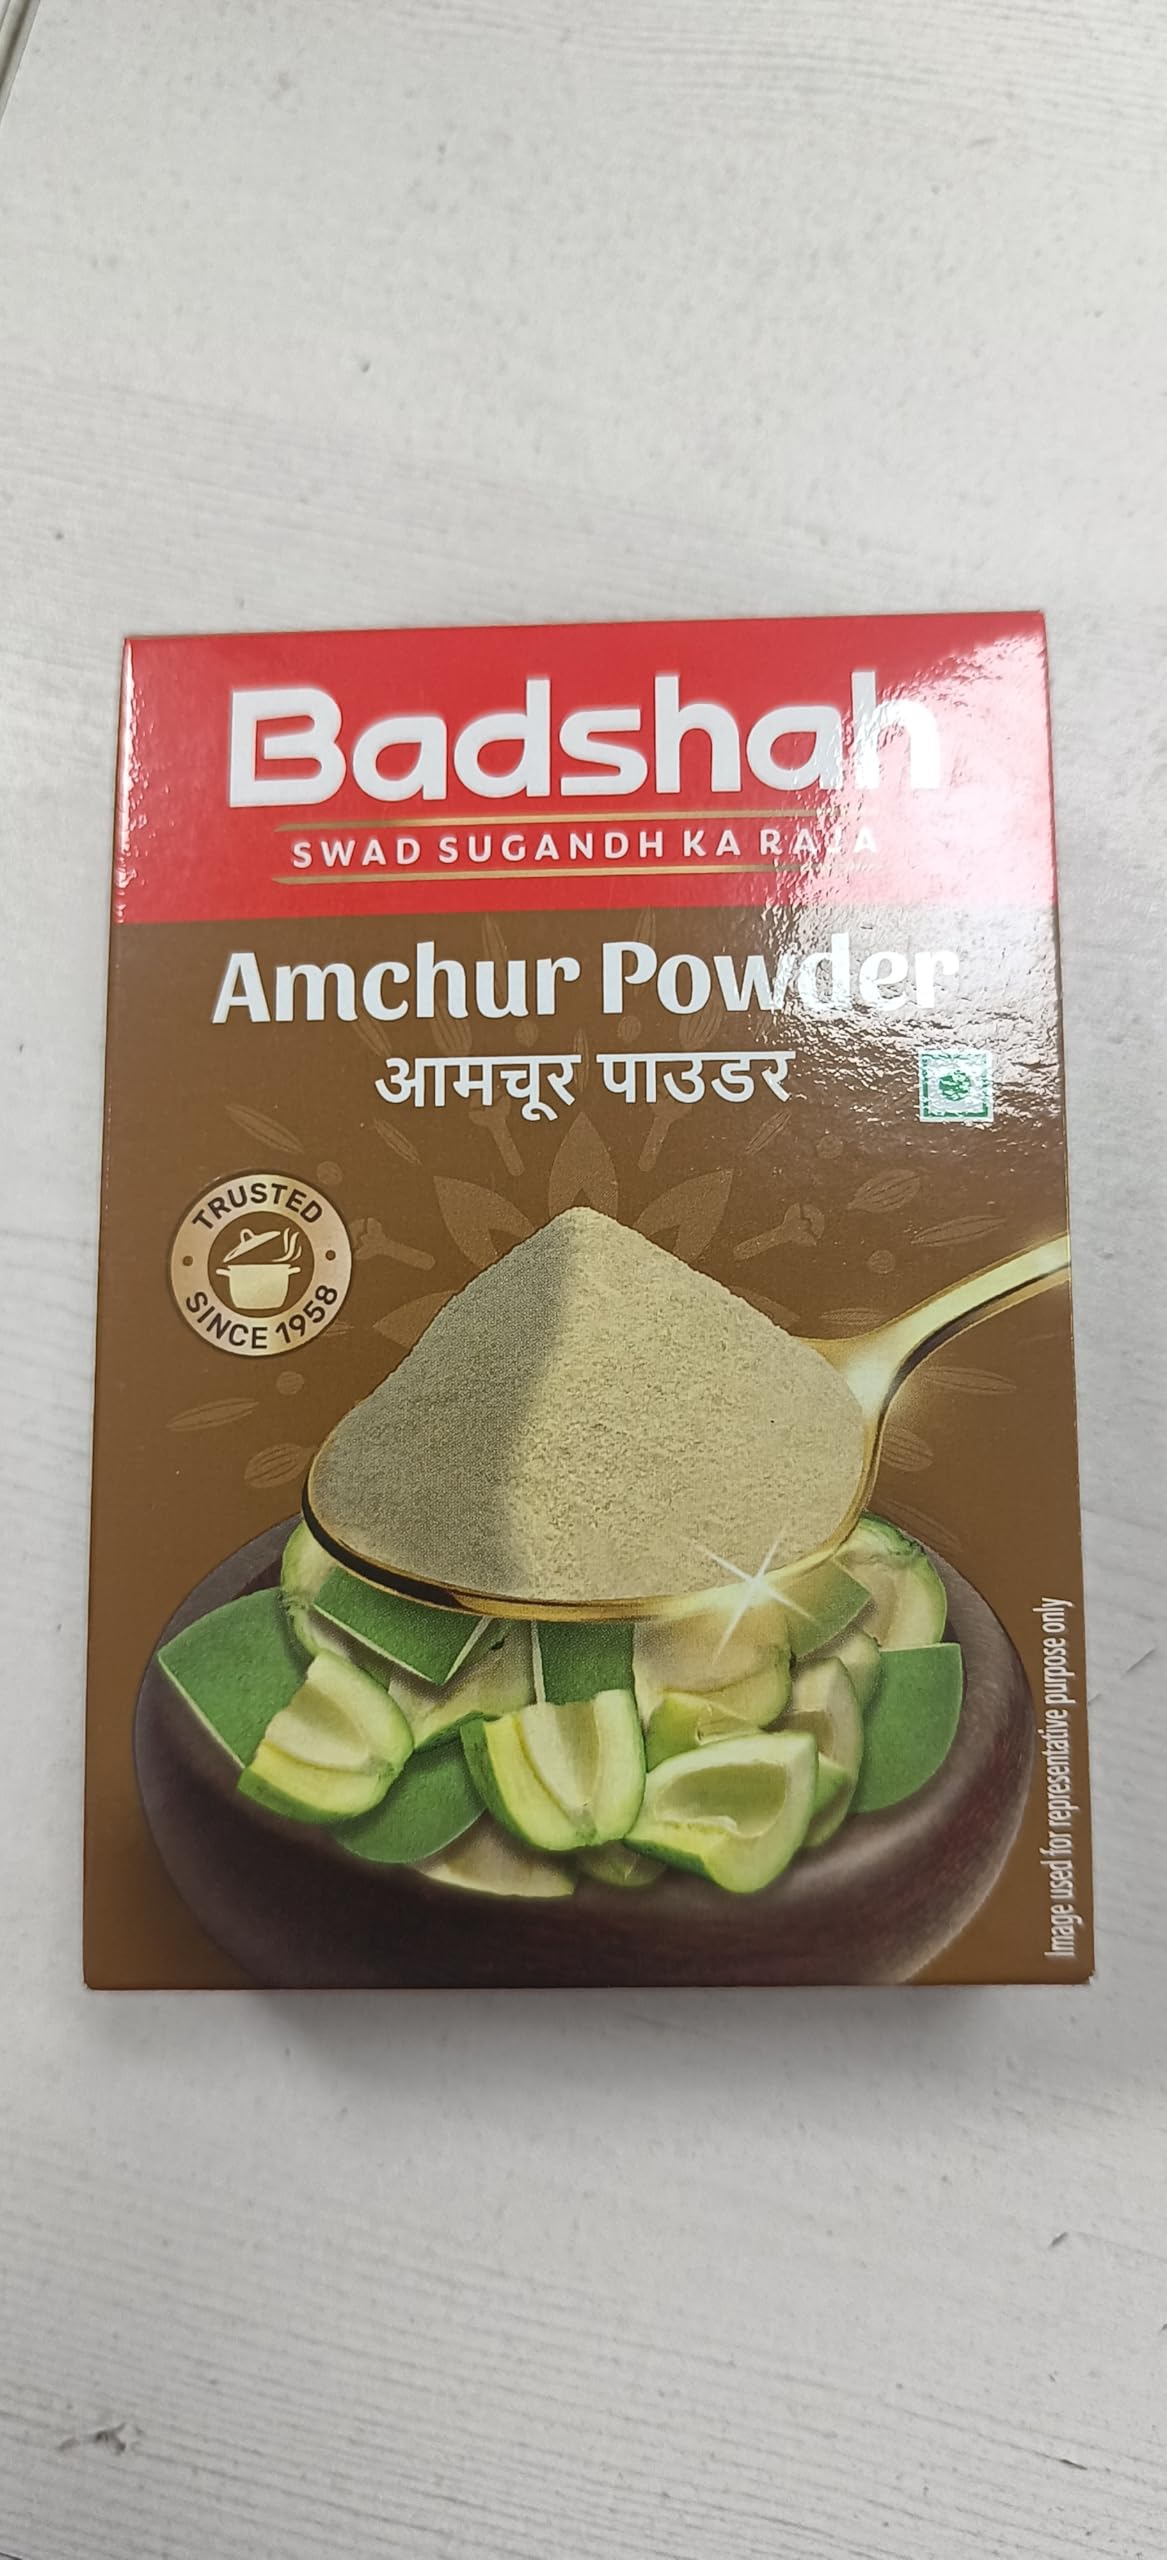 Badshah
SWAD SUGANDH KA RAJA
Amchur Powder
आमचूर पाउडर
TRUSTED
SINCE 1958
Image used for representative purpose only